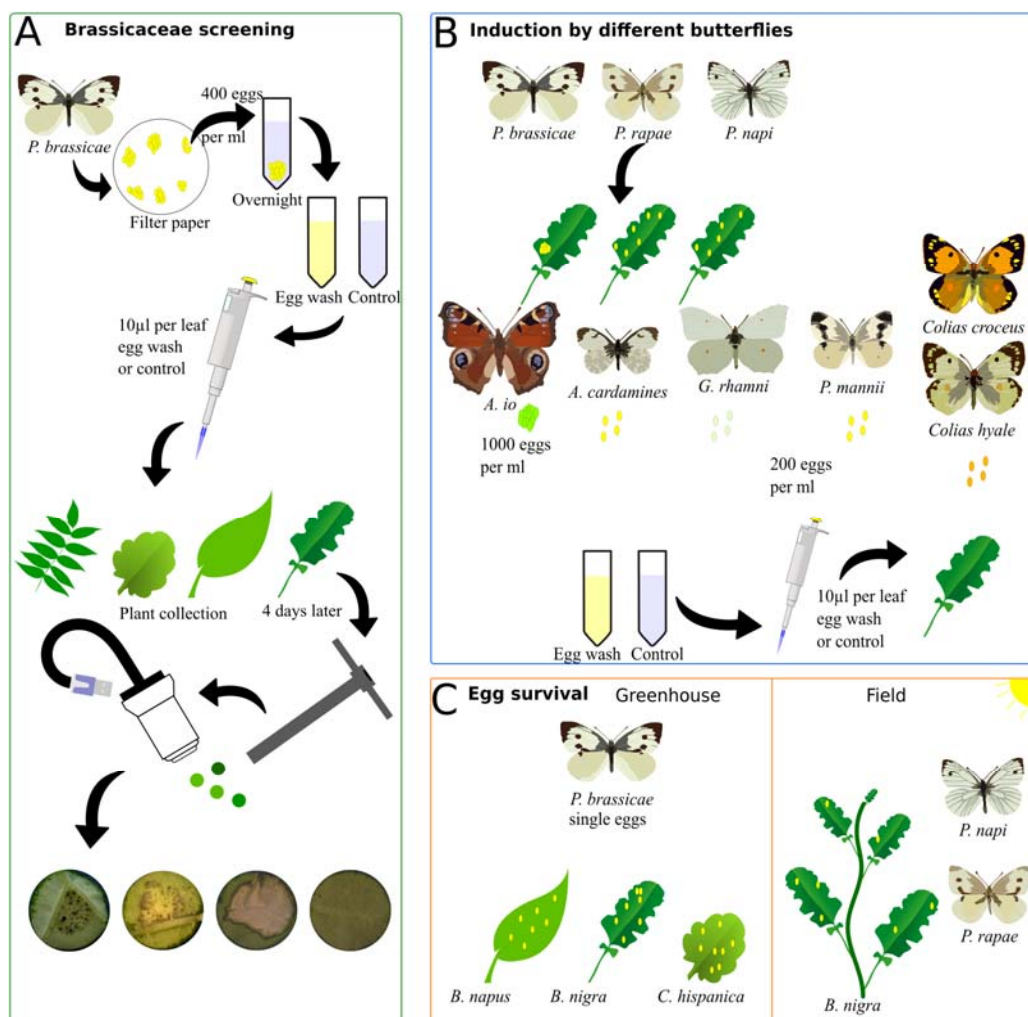 A
Brassicaceae screening
P. brassicae
400 eggs
per ml
Filter paper
Overnight
Egg wash
Control
10µl per leaf
egg wash
or control
Plant collection
4 days later
B
Induction by different butterflies
P. brassicae
P. rapae
P. napi
A. io
A. cardamines
G. rhamni
P. mannii
Colias croceus
Colias hyale
1000 eggs
per ml
200 eggs
per ml
Egg wash
Control
10µl per leaf
egg wash
or control
C
Egg survival
Greenhouse
Field
P. brassicae
single eggs
B. napus
B. nigra
C. hispanica
P. napi
P. rapae
B. nigra